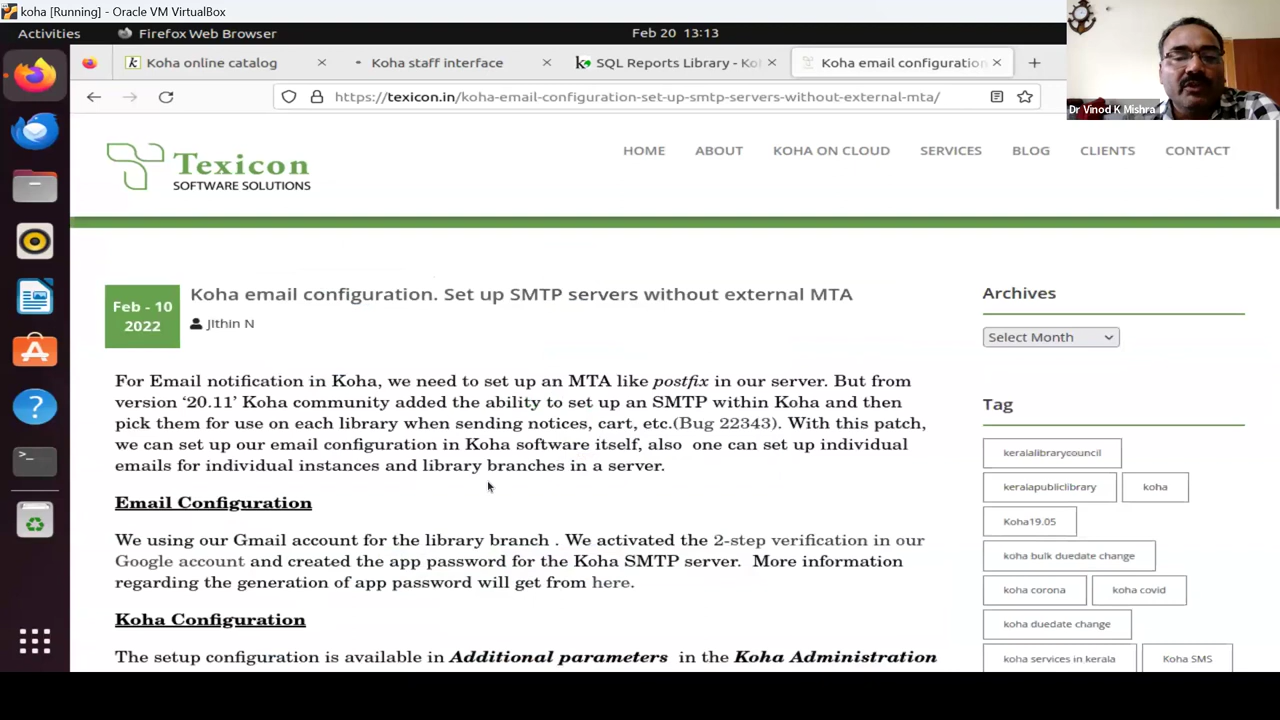 koha [Running] - Oracle VM VirtualBox
Activities Firefox Web Browser Feb 20 13:13
Koha online catalog Koha staff interface SQL Reports Library - Ko Koha email configuration
https://texicon.in/koha-email-configuration-set-up-smtp-servers-without-external-mta/
Dr Vinod K Mishra
Texicon
SOFTWARE SOLUTIONS
HOME ABOUT KOHA ON CLOUD SERVICES BLOG CLIENTS CONTACT
Feb - 10
2022
Koha email configuration. Set up SMTP servers without external MTA
Jithin N
For Email notification in Koha, we need to set up an MTA like postfix in our server. But from
version ‘20.11’ Koha community added the ability to set up an SMTP within Koha and then
pick them for use on each library when sending notices, cart, etc.(Bug 22343). With this patch,
we can set up our email configuration in Koha software itself, also one can set up individual
emails for individual instances and library branches in a server.
Email Configuration
We using our Gmail account for the library branch . We activated the 2-step verification in our
Google account and created the app password for the Koha SMTP server. More information
regarding the generation of app password will get from here.
Koha Configuration
The setup configuration is available in Additional parameters in the Koha Administration
Archives
Select Month
Tag
keralalibrarycouncil
keralapubliclibrary koha
Koha19.05
koha bulk duedate change
koha corona koha covid
koha duedate change
koha services in kerala Koha SMS